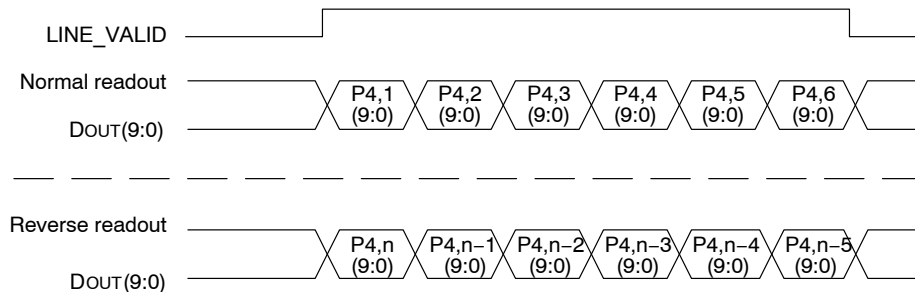 LINE_VALID
Normal readout
P4,1 P4,2 P4,3 P4,4 P4,5 P4,6
(9:0) (9:0) (9:0) (9:0) (9:0) (9:0)
DOUT(9:0)
Reverse readout
P4,n P4,n−1 P4,n−2 P4,n−3 P4,n−4 P4,n−5
(9:0) (9:0) (9:0) (9:0) (9:0) (9:0)
DOUT(9:0)